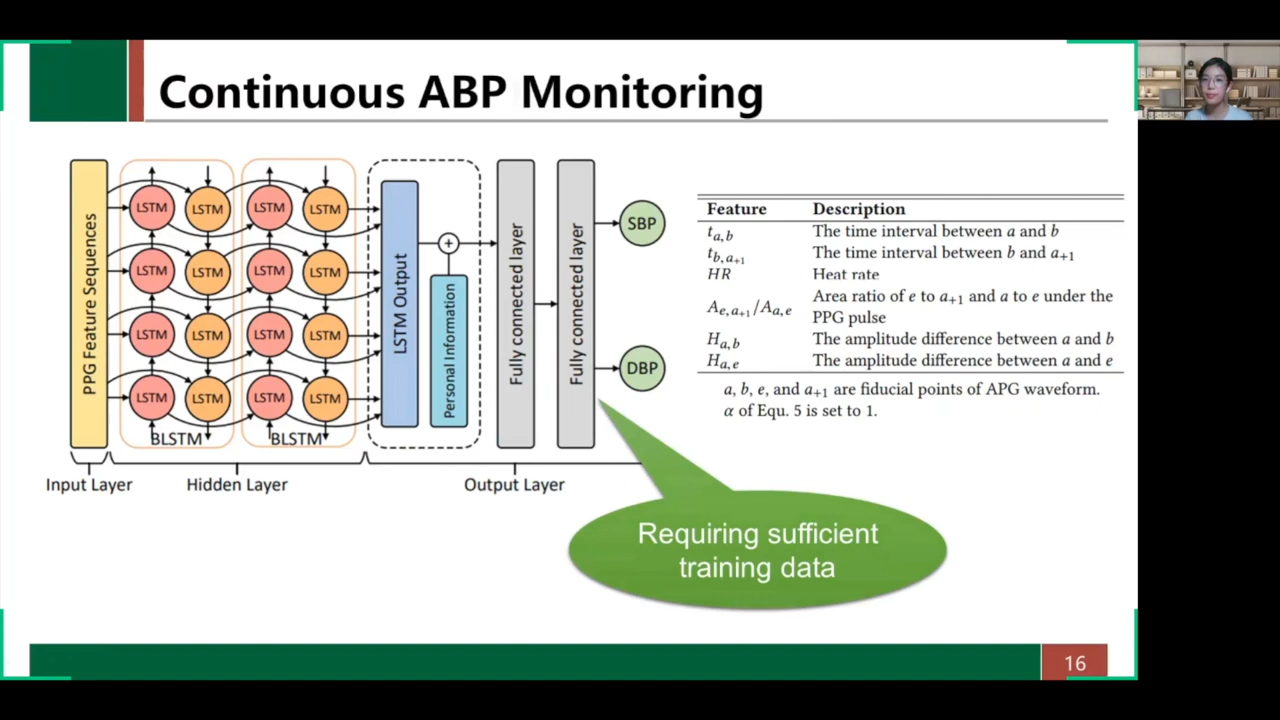 Continuous ABP Monitoring
PPG Feature Sequences
LSTM LSTM LSTM LSTM
LSTM LSTM LSTM LSTM
LSTM LSTM LSTM LSTM
LSTM LSTM LSTM LSTM
BLSTM BLSTM
LSTM Output
+
Personal Information
Fully connected layer
Fully connected layer
SBP
DBP
Input Layer Hidden Layer Output Layer
Feature Description
t_{a,b} The time interval between a and b
t_{b,a_{+1}} The time interval between b and a_{+1}
HR Heat rate
A_{e,a_{+1}}/A_{a,e} Area ratio of e to a_{+1} and a to e under the
PPG pulse
H_{a,b} The amplitude difference between a and b
H_{a,e} The amplitude difference between a and e
a, b, e, and a_{+1} are fiducial points of APG waveform.
α of Equ. 5 is set to 1.
Requiring sufficient
training data
16